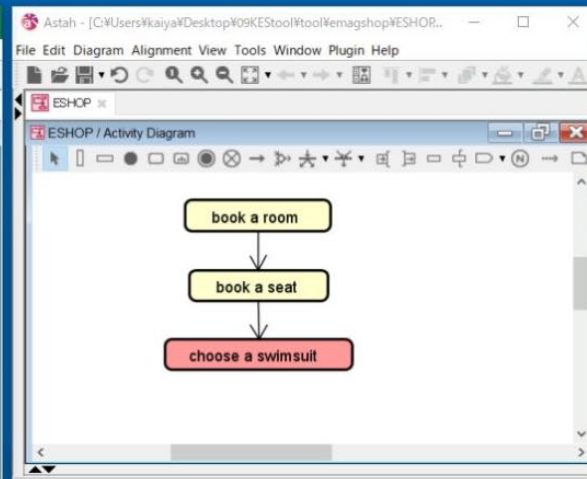 Astah - [C:¥Users¥kaiya¥Desktop¥09KEStool¥tool¥emagshop¥ESHOP...
File Edit Diagram Alignment View Tools Window Plugin Help
ESHOP
ESHOP / Activity Diagram
N
book a room
book a seat
choose a swimsuit